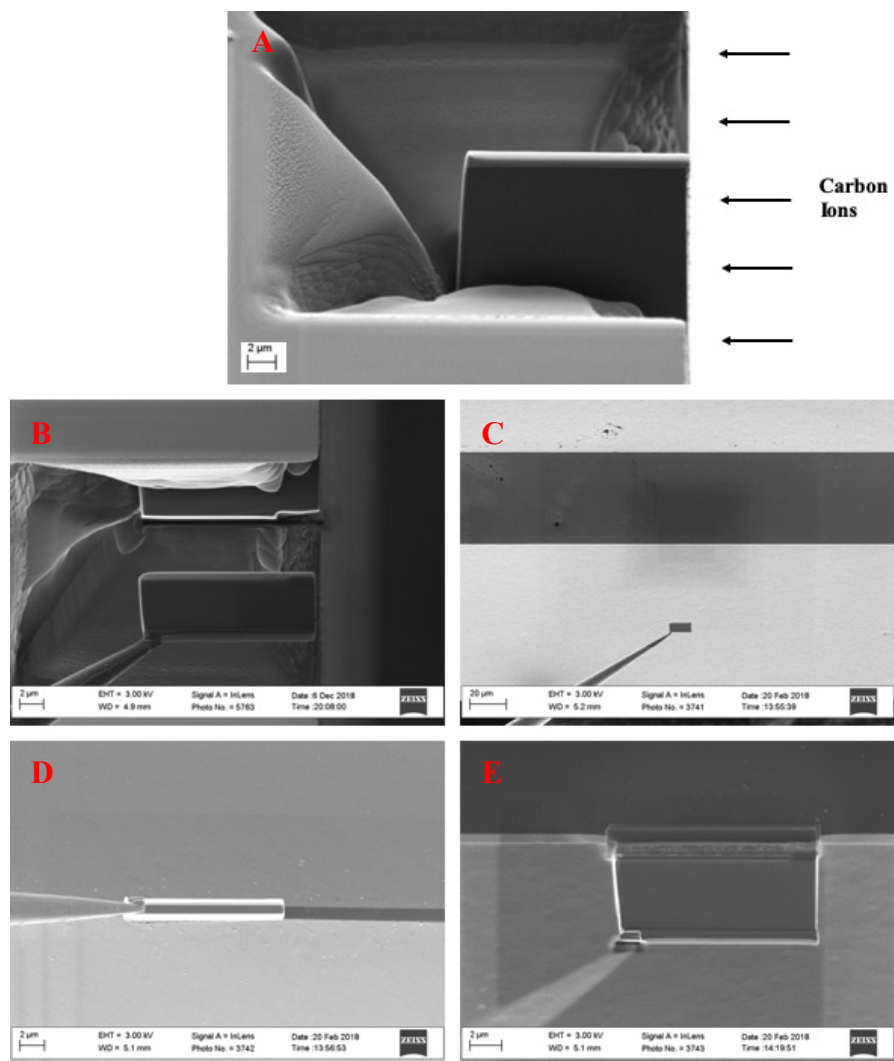 A
Carbon
Ions
2 µm
B
2 µm
EHT = 3.00 kV
Signal A = InLens
Date :6 Dec 2018
WD = 4.9 mm
Photo No. = 5763
Time :20:08:00
ZEISS
C
20 µm
EHT = 3.00 kV
Signal A = InLens
Date :20 Feb 2018
WD = 5.2 mm
Photo No. = 3741
Time :13:55:39
ZEISS
D
2 µm
EHT = 3.00 kV
Signal A = InLens
Date :20 Feb 2018
WD = 5.1 mm
Photo No. = 3742
Time :13:56:53
ZEISS
E
2 µm
EHT = 3.00 kV
Signal A = InLens
Date :20 Feb 2018
WD = 5.1 mm
Photo No. = 3743
Time :14:19:51
ZEISS